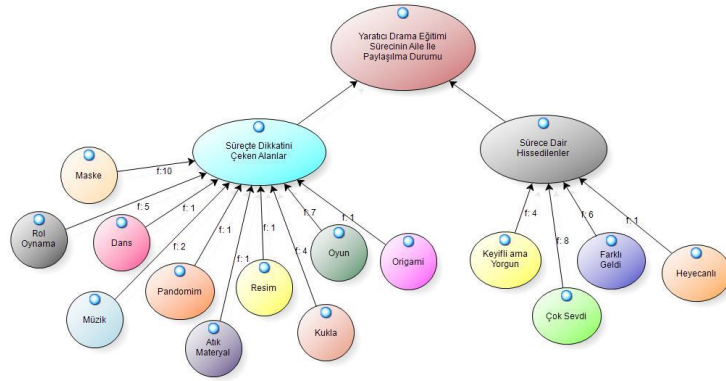 Yaratıcı Drama Eğitimi
Sürecinin Aile İle
Paylaşılma Durumu
Süreçte Dikkatini
Çeken Alanlar
Sürece Dair
Hissedilenler
Maske
f:10
Rol
Oynama
f: 5
Dans
f: 1
Müzik
f: 2
Pandomim
f: 1
Atık
Materyal
f: 1
Resim
f: 1
Kukla
f: 4
Oyun
f: 7
Origami
f: 1
Keyifli ama
Yorgun
f: 4
Çok Sevdi
f: 8
Farklı
Geldi
f: 6
Heyecanlı
f: 1